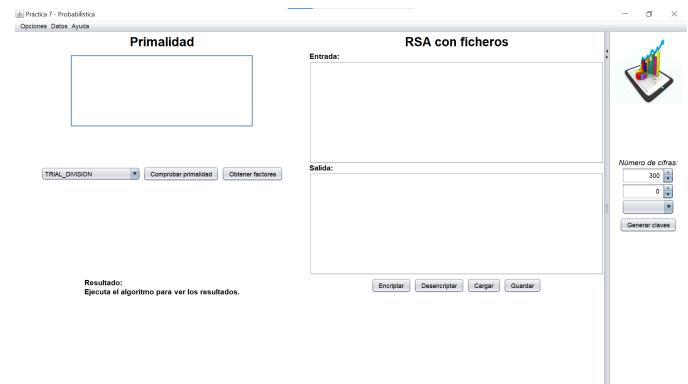 Práctica 7 - Probabilistica
Opciones Datos Ayuda
Primalidad
TRIAL_DIVISION
Comprobar primalidad
Obtener factores
Resultado:
Ejecuta el algoritmo para ver los resultados.
RSA con ficheros
Entrada:
Salida:
Encriptar
Desencriptar
Cargar
Guardar
Número de cifras:
300
0
Generar claves